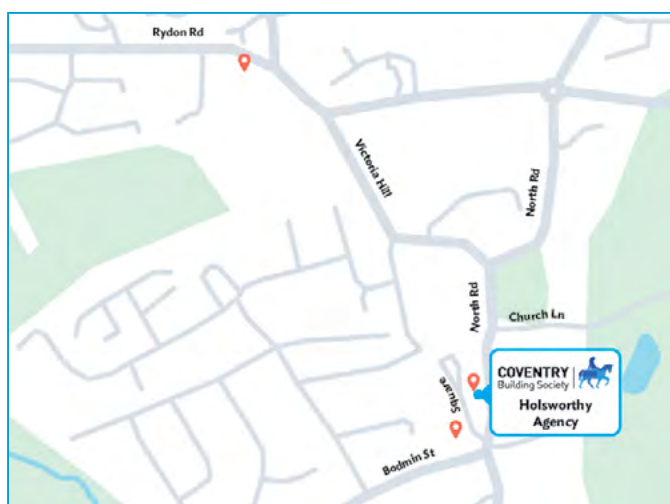 Rydon Rd
Victoria Hill
North Rd
North Rd
Church Ln
COVENTRY
Building Society
Holsworthy
Agency
Square
Bodmin St